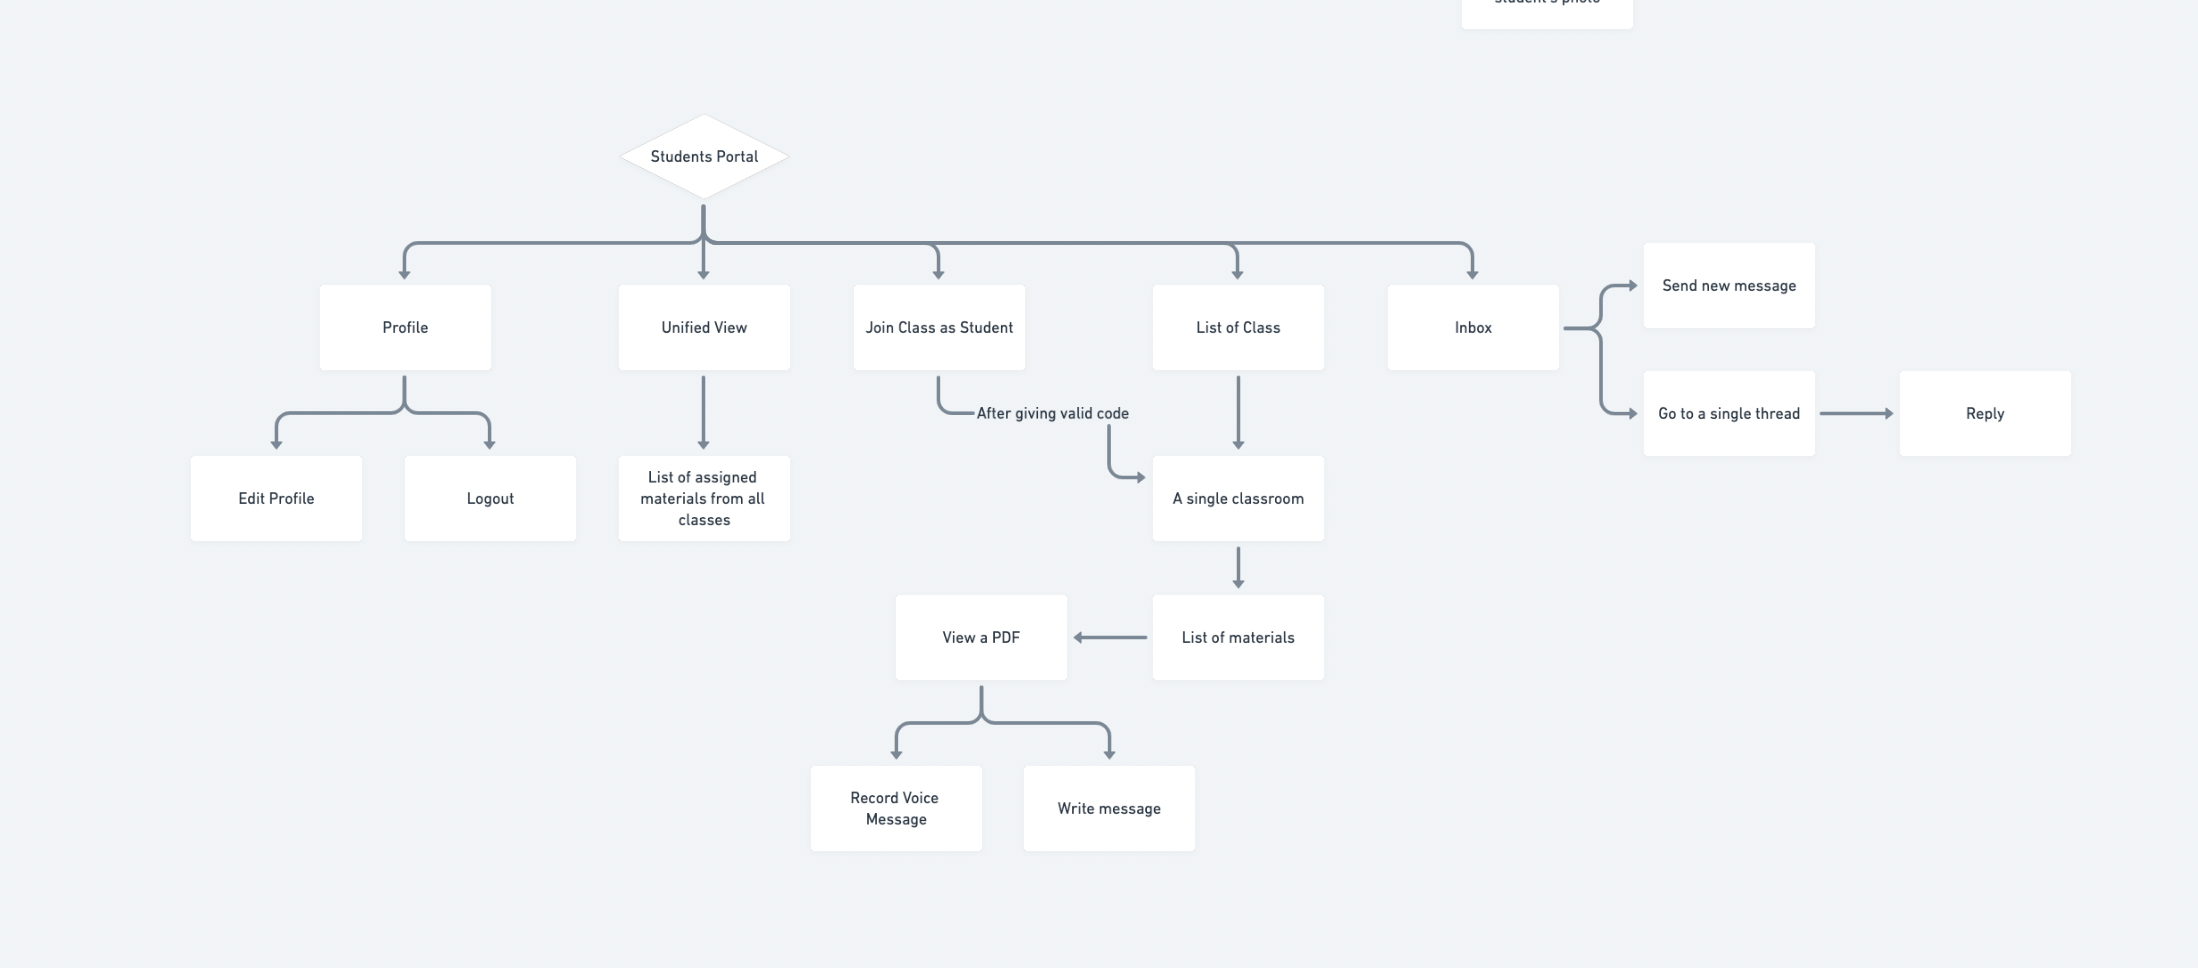 student's photo
Students Portal
Profile
Unified View
Join Class as Student
List of Class
Inbox
Send new message
After giving valid code
Go to a single thread
Reply
Edit Profile
Logout
List of assigned
materials from all
classes
A single classroom
View a PDF
List of materials
Record Voice
Message
Write message